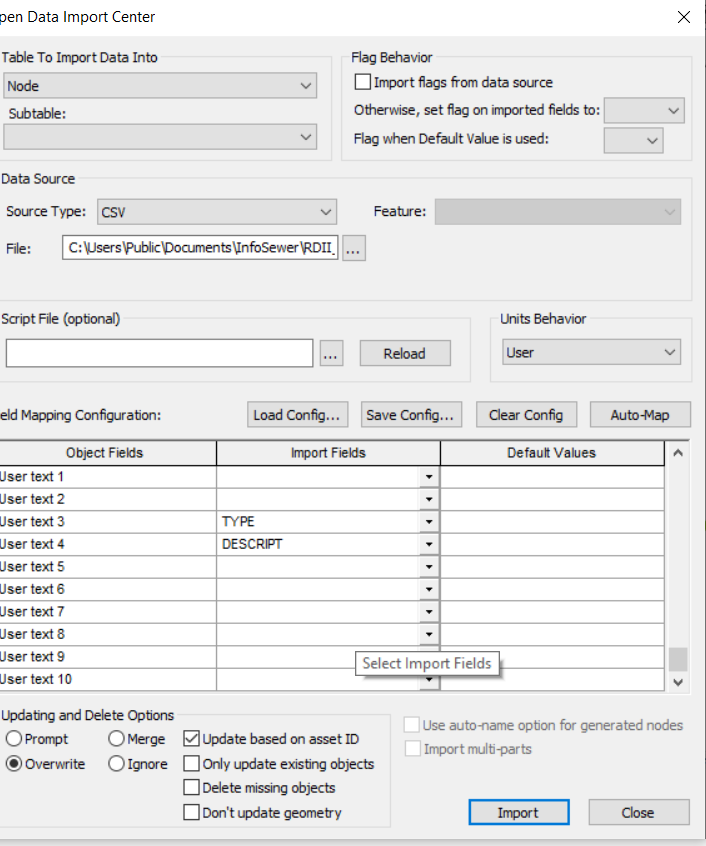 pen Data Import Center
Table To Import Data Into
Node
Subtable:
Flag Behavior
Import flags from data source
Otherwise, set flag on imported fields to:
Flag when Default Value is used:
Data Source
Source Type: CSV
Feature:
File: C:\Users\Public\Documents\InfoSewer\RDII_ ...
Script File (optional)
... Reload
Units Behavior
User
eld Mapping Configuration: Load Config... Save Config... Clear Config Auto-Map
Object Fields Import Fields Default Values
User text 1
User text 2
User text 3 TYPE
User text 4 DESCRIPT
User text 5
User text 6
User text 7
User text 8
User text 9
User text 10
Select Import Fields
Updating and Delete Options
Prompt Merge Update based on asset ID
Overwrite Ignore Only update existing objects
Delete missing objects
Don't update geometry
Use auto-name option for generated nodes
Import multi-parts
Import Close